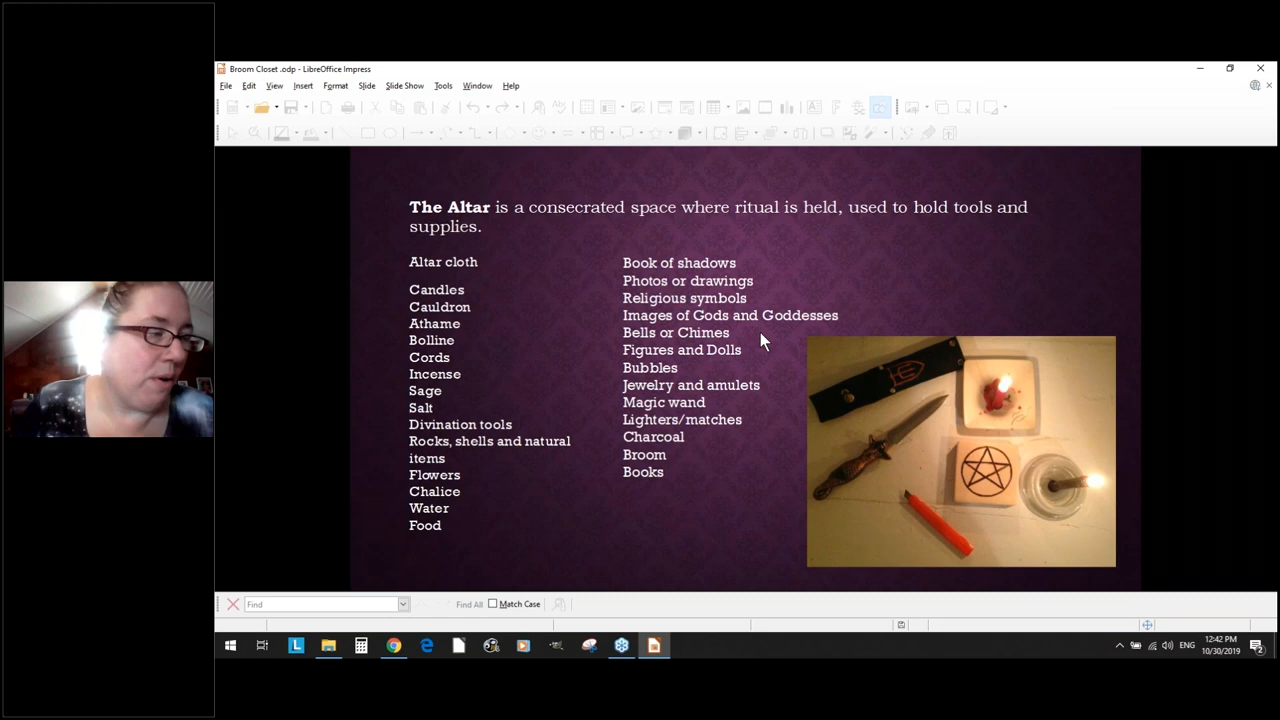 Broom Closet .odp - LibreOffice Impress
File Edit View Insert Format Slide Slide Show Tools Window Help
The Altar is a consecrated space where ritual is held, used to hold tools and
supplies.
Altar cloth
Candles
Cauldron
Athame
Bolline
Cords
Incense
Sage
Salt
Divination tools
Rocks, shells and natural
items
Flowers
Chalice
Water
Food
Book of shadows
Photos or drawings
Religious symbols
Images of Gods and Goddesses
Bells or Chimes
Figures and Dolls
Bubbles
Jewelry and amulets
Magic wand
Lighters/matches
Charcoal
Broom
Books
Find Find All Match Case
ENG
12:42 PM
10/30/2019
2